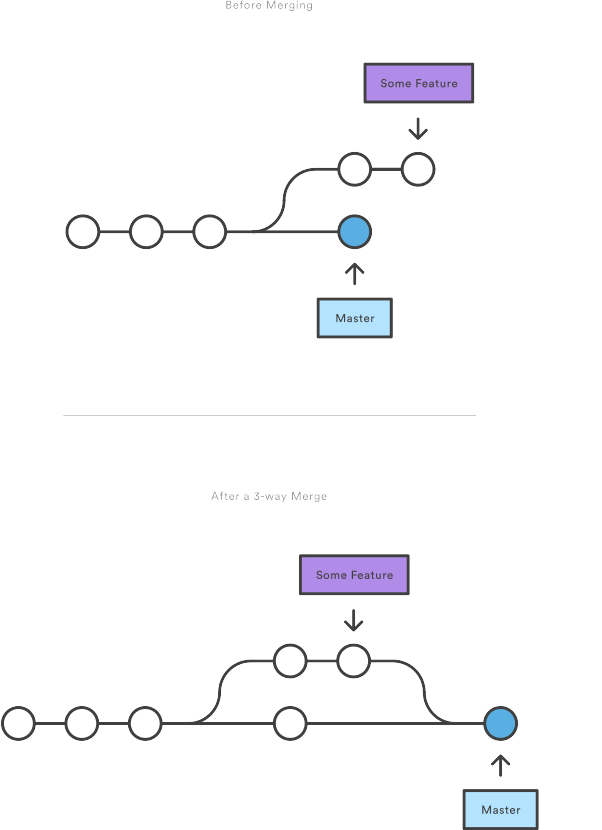 Before Merging
Some Feature
Master
After a 3-way Merge
Some Feature
Master